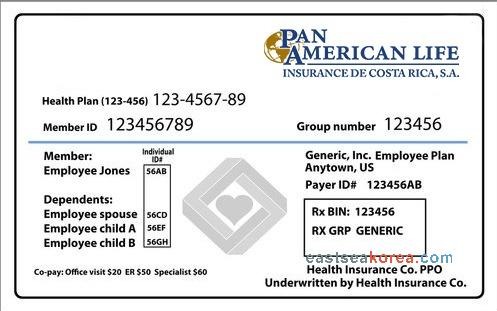 PAN
AMERICAN LIFE
INSURANCE DE COSTA RICA, S.A.
Health Plan (123-456) 123-4567-89
Member ID 123456789
Group number 123456
Member:
Individual
ID#
Employee Jones 56AB
Dependents:
Employee spouse 56CD
Employee child A 56EF
Employee child B 56GH
Generic, Inc. Employee Plan
Anytown, US
Payer ID# 123456AB
Rx BIN: 123456
RX GRP GENERIC
eastseakorea.com
Co-pay: Office visit $20 ER $50 Specialist $60
Health Insurance Co. PPO
Underwritten by Health Insurance Co.